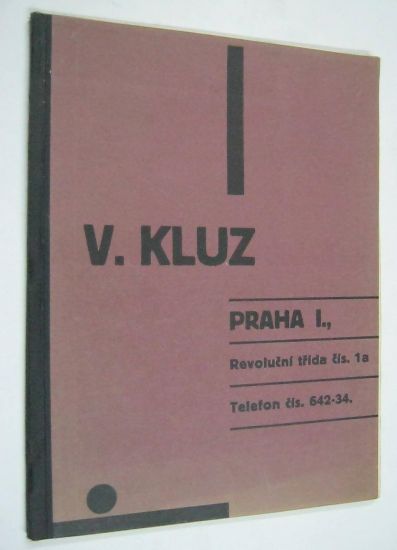 V. KLUZ
PRAHA I.,
Revoluční třída čís. 1a
Telefon čís. 642-34.